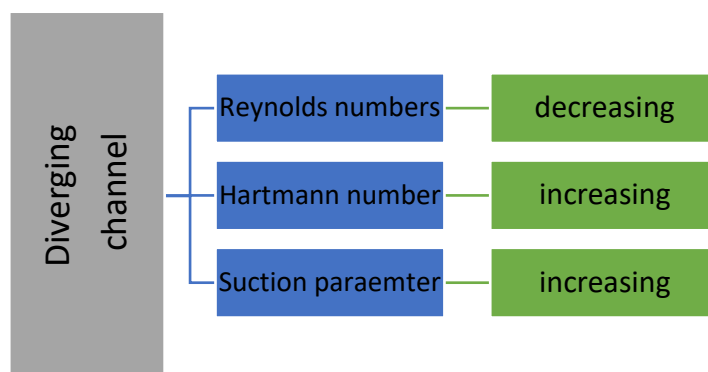 Diverging
channel
Reynolds numbers
decreasing
Hartmann number
increasing
Suction paraemter
increasing